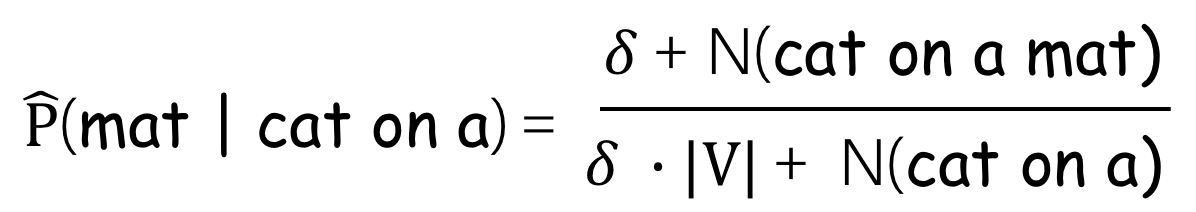 P̂(mat | cat on a) = δ + N(cat on a mat)
δ · |V| + N(cat on a)